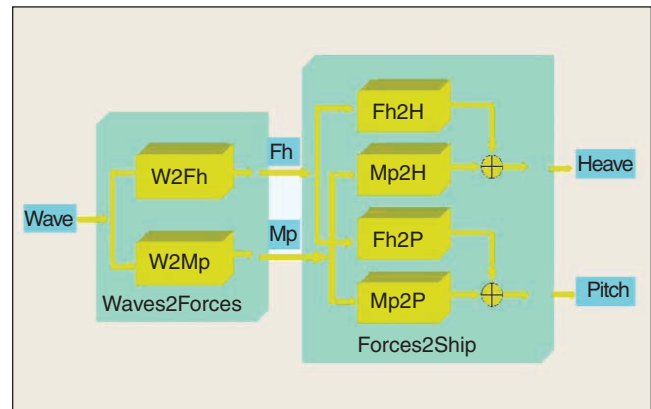 Wave
W2Fh
W2Mp
Waves2Forces
Fh
Mp
Fh2H
Mp2H
Fh2P
Mp2P
Forces2Ship
Heave
Pitch